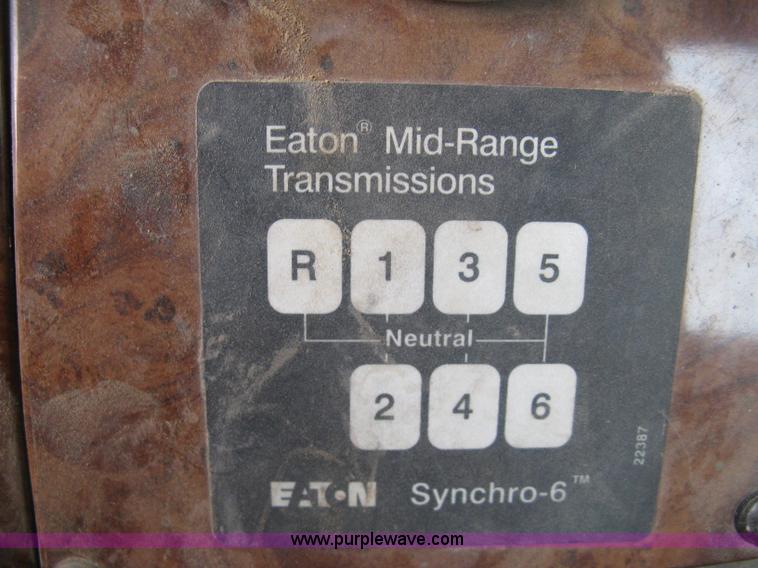 Eaton® Mid-Range
Transmissions
R 1 3 5
Neutral
2 4 6
22387
EATON Synchro-6™
www.purplewave.com